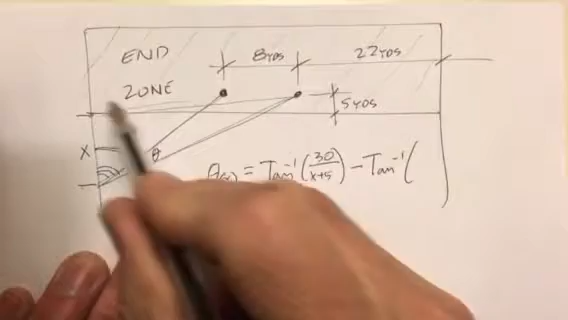 END 8YDS 22YDS
ZONE
5YDS
X θ
θ(x) = Tan⁻¹(30/x+5) − Tan⁻¹(